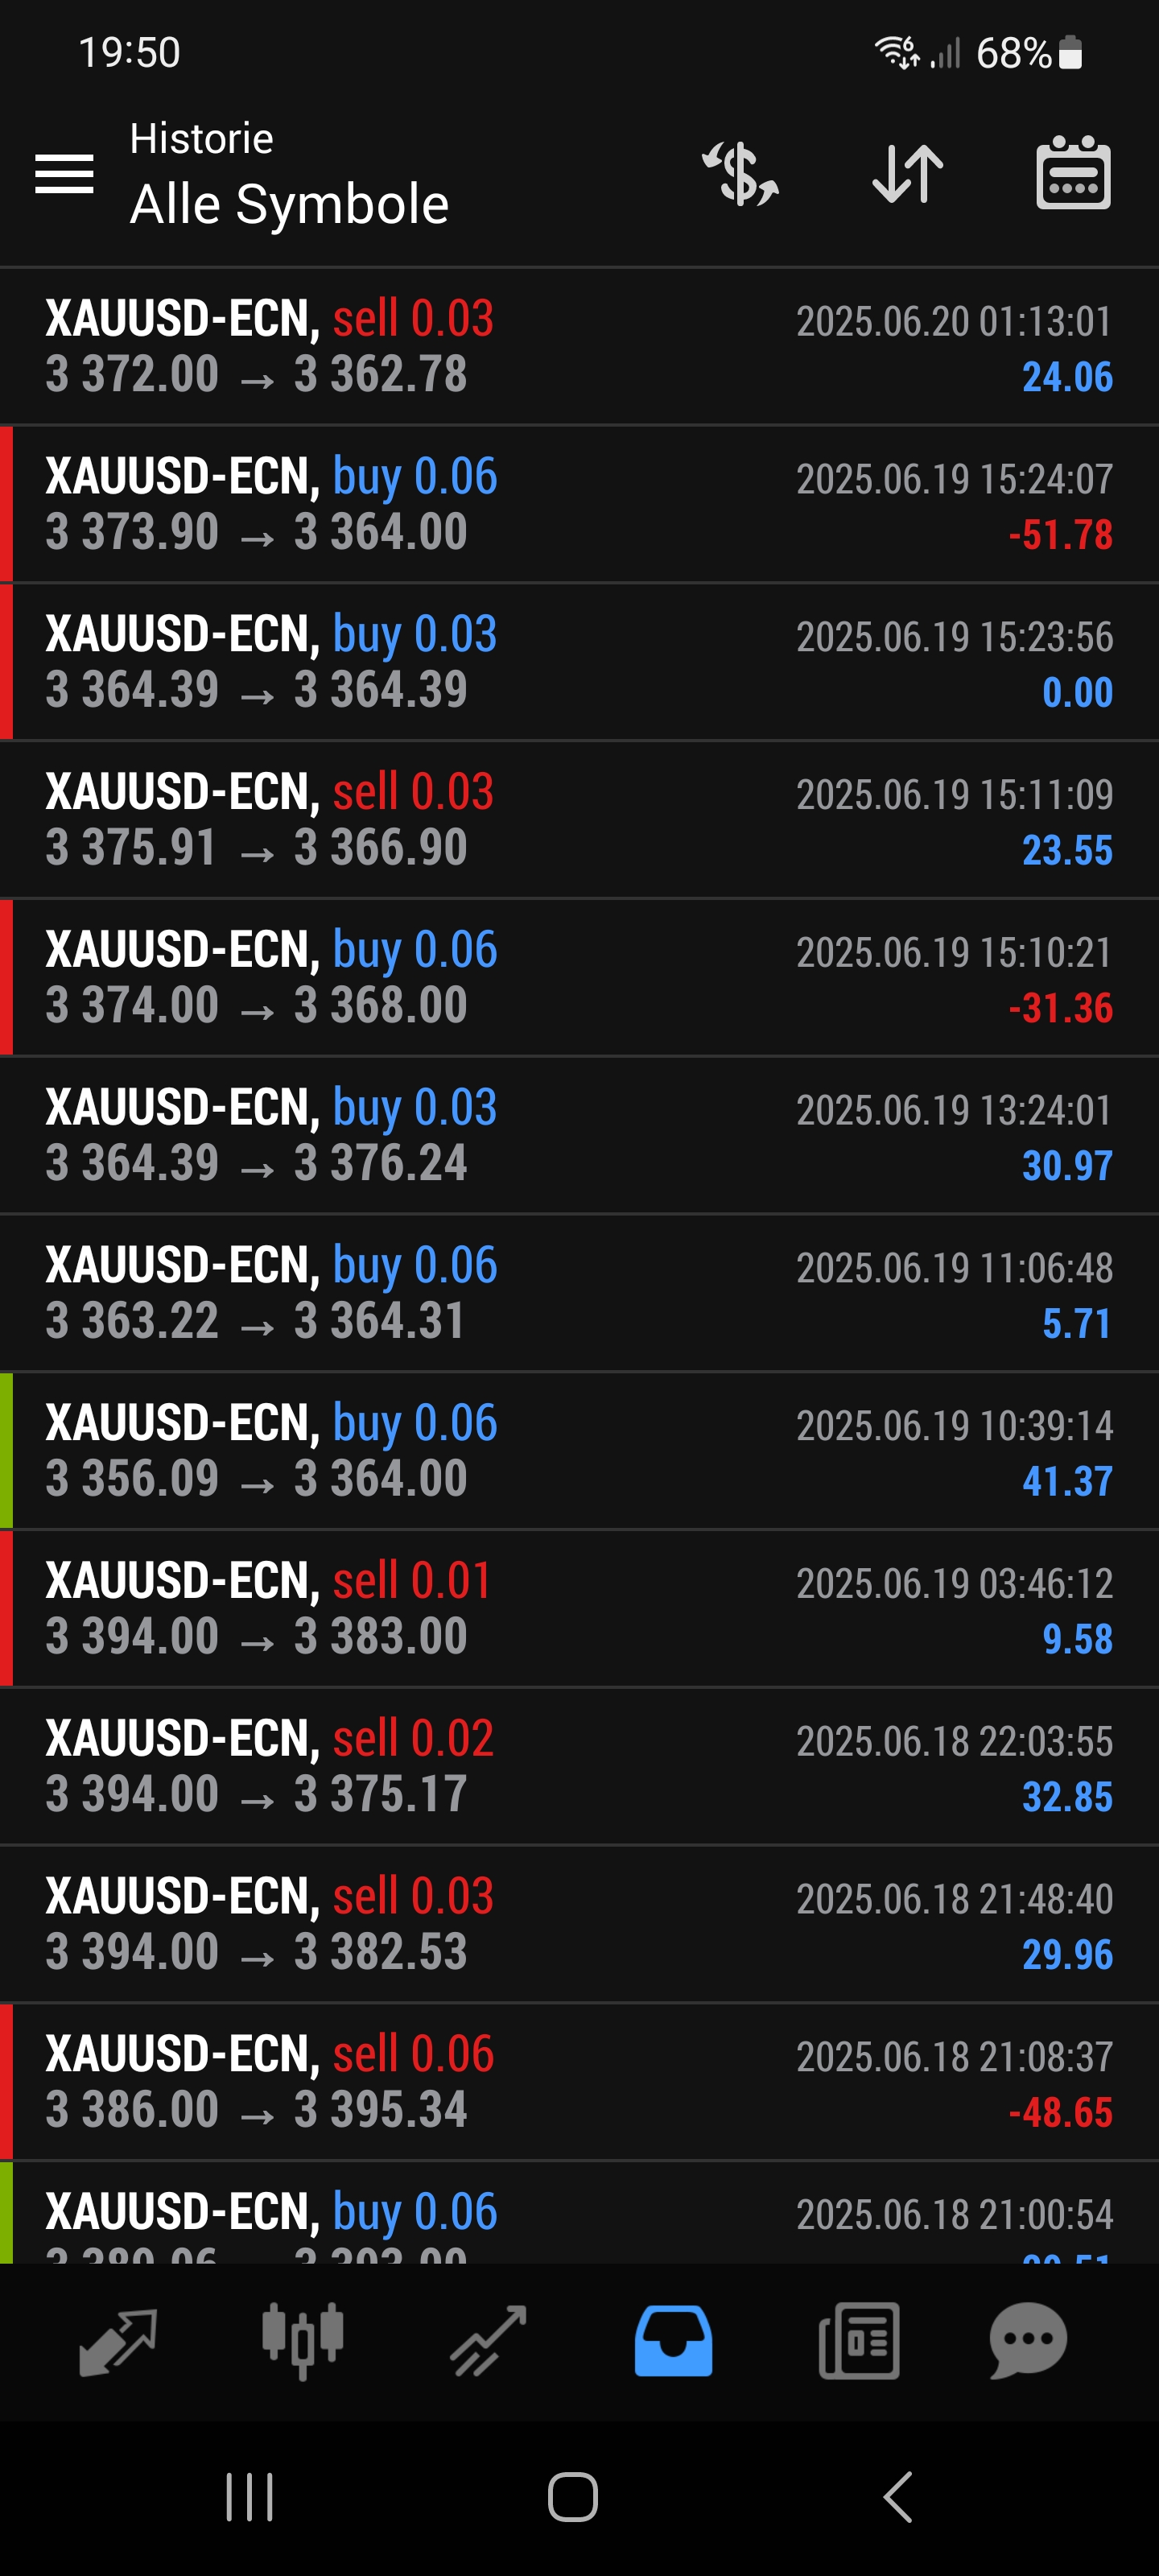 19:50
6 68%
Historie
Alle Symbole
XAUUSD-ECN, sell 0.03 2025.06.20 01:13:01
3 372.00 → 3 362.78 24.06
XAUUSD-ECN, buy 0.06 2025.06.19 15:24:07
3 373.90 → 3 364.00 -51.78
XAUUSD-ECN, buy 0.03 2025.06.19 15:23:56
3 364.39 → 3 364.39 0.00
XAUUSD-ECN, sell 0.03 2025.06.19 15:11:09
3 375.91 → 3 366.90 23.55
XAUUSD-ECN, buy 0.06 2025.06.19 15:10:21
3 374.00 → 3 368.00 -31.36
XAUUSD-ECN, buy 0.03 2025.06.19 13:24:01
3 364.39 → 3 376.24 30.97
XAUUSD-ECN, buy 0.06 2025.06.19 11:06:48
3 363.22 → 3 364.31 5.71
XAUUSD-ECN, buy 0.06 2025.06.19 10:39:14
3 356.09 → 3 364.00 41.37
XAUUSD-ECN, sell 0.01 2025.06.19 03:46:12
3 394.00 → 3 383.00 9.58
XAUUSD-ECN, sell 0.02 2025.06.18 22:03:55
3 394.00 → 3 375.17 32.85
XAUUSD-ECN, sell 0.03 2025.06.18 21:48:40
3 394.00 → 3 382.53 29.96
XAUUSD-ECN, sell 0.06 2025.06.18 21:08:37
3 386.00 → 3 395.34 -48.65
XAUUSD-ECN, buy 0.06 2025.06.18 21:00:54